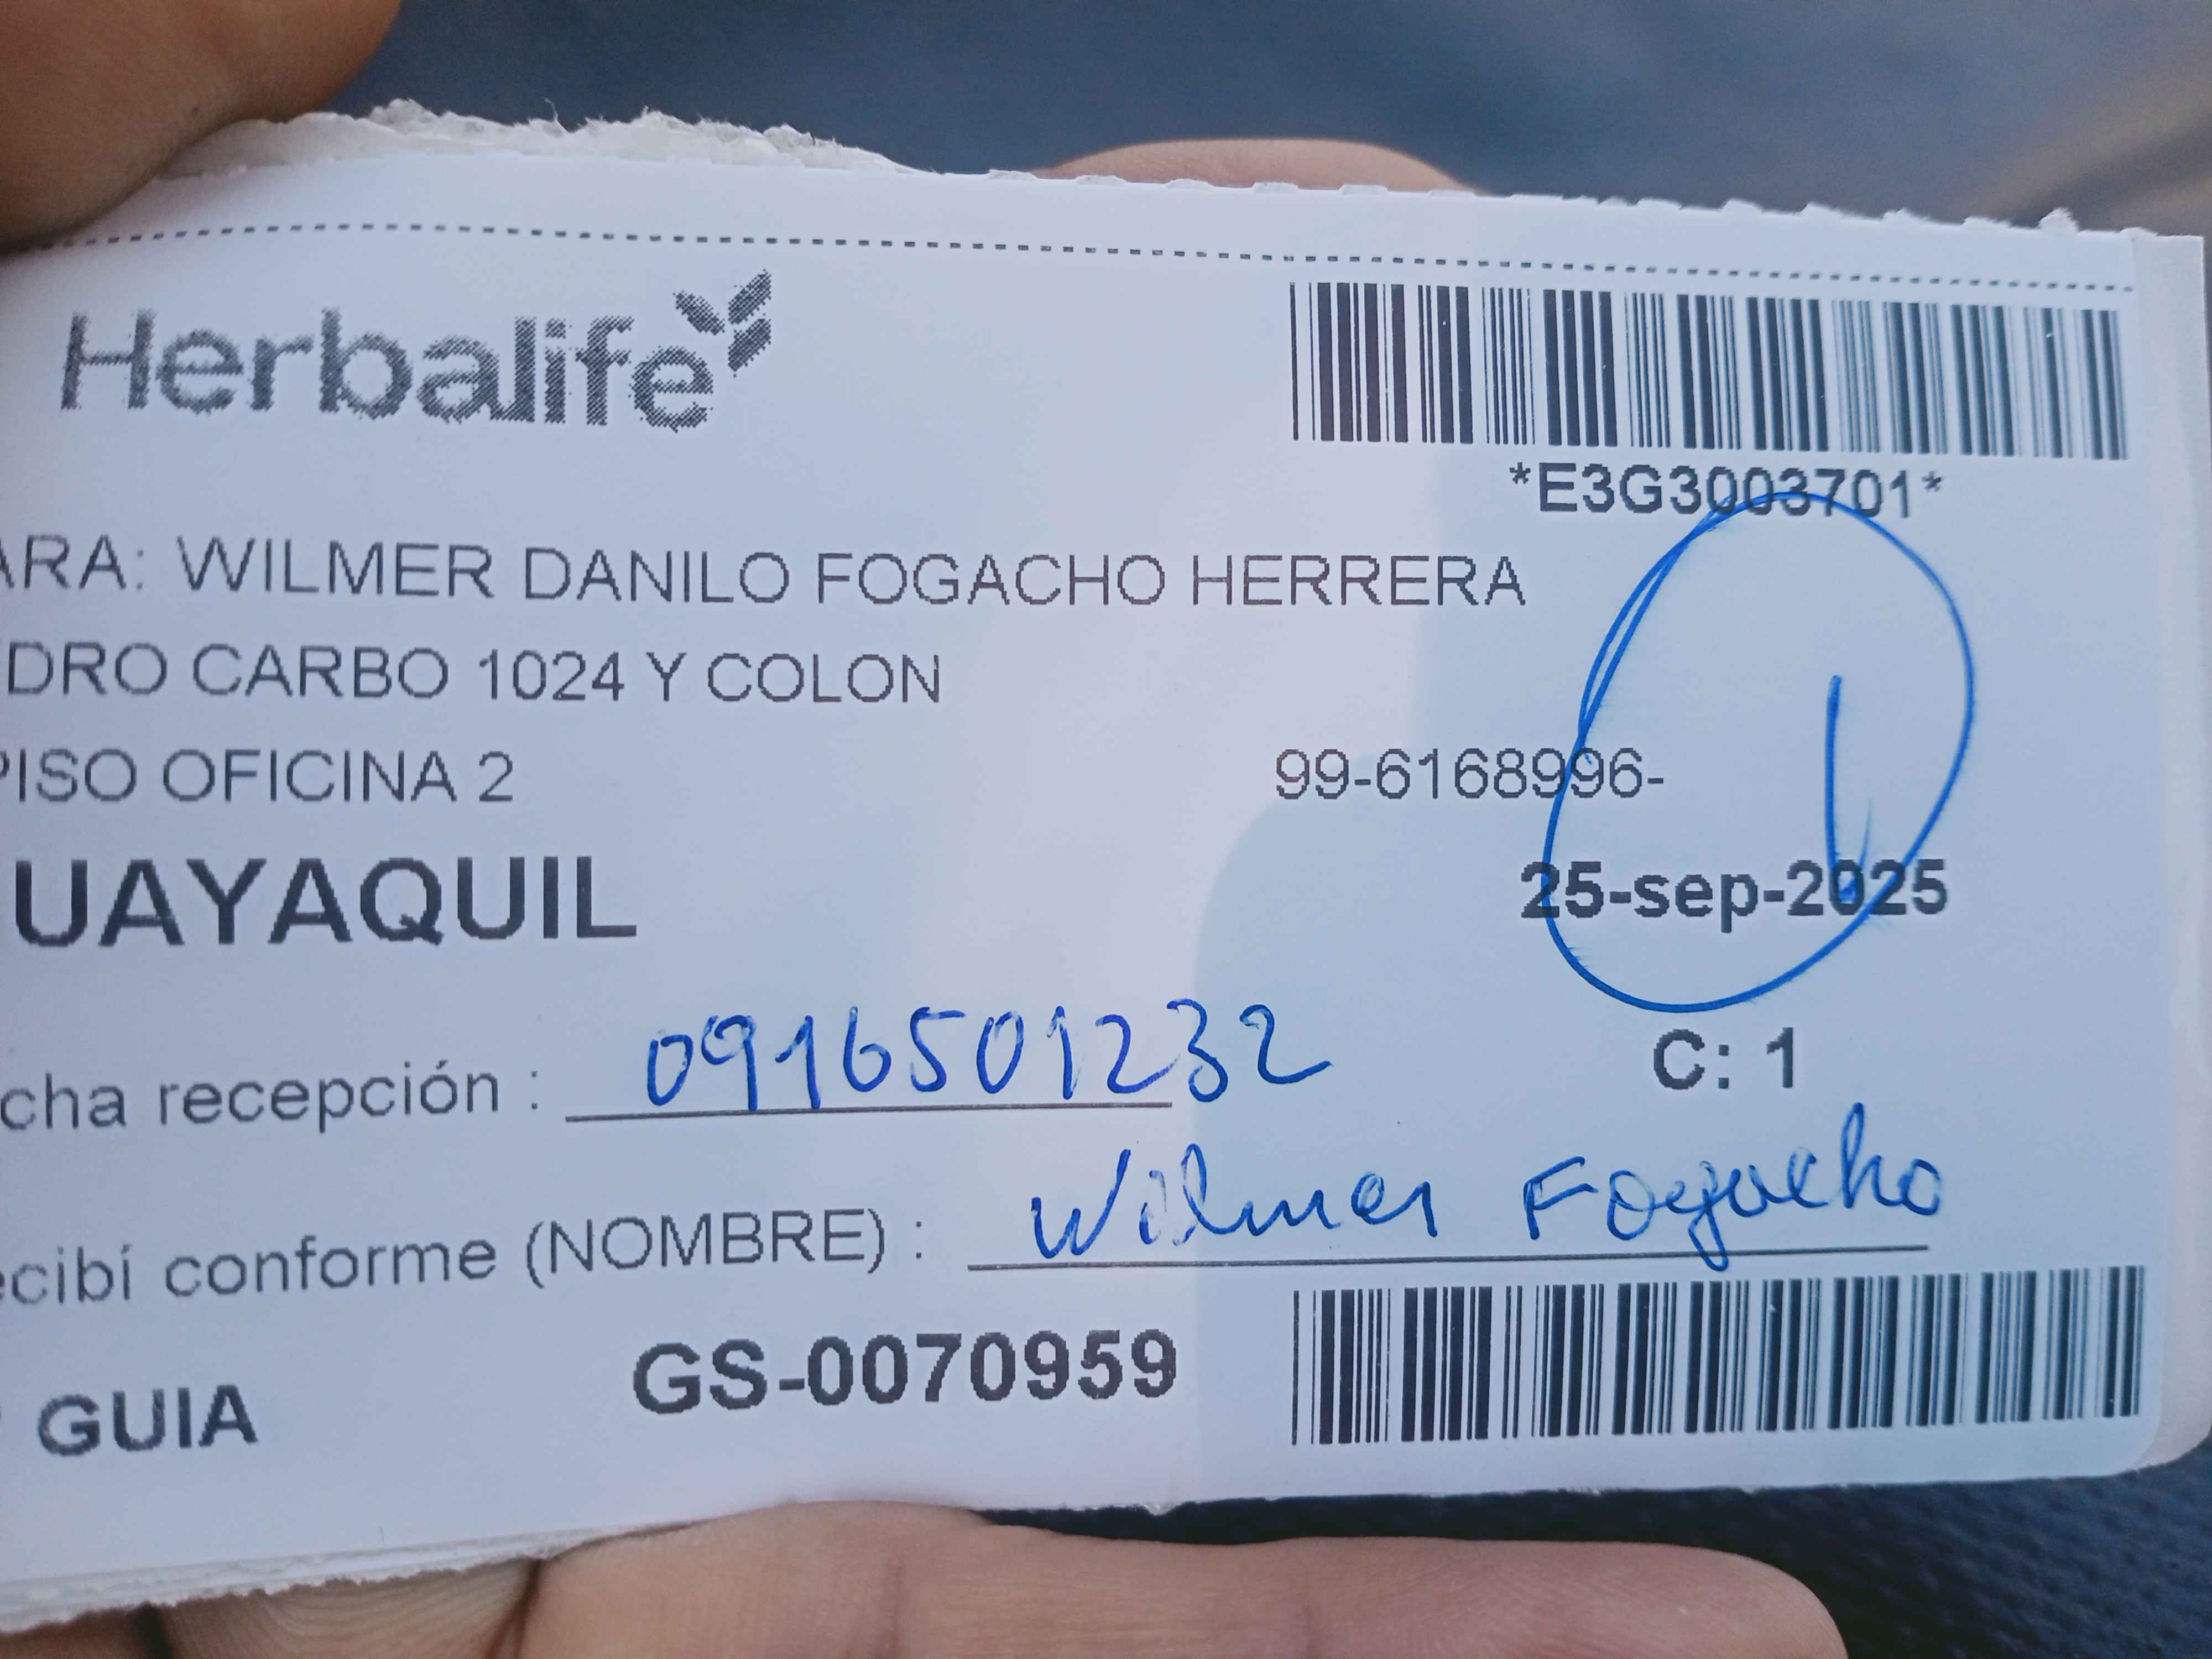 Herbalife
*E3G3003701*
ARA: WILMER DANILO FOGACHO HERRERA
DRO CARBO 1024 Y COLON
PISO OFICINA 2 99-6168996-
UAYAQUIL 25-sep-2025
cha recepción : 0916501232 C: 1
ecibí conforme (NOMBRE) : Wilmer Fogacho
GUIA GS-0070959